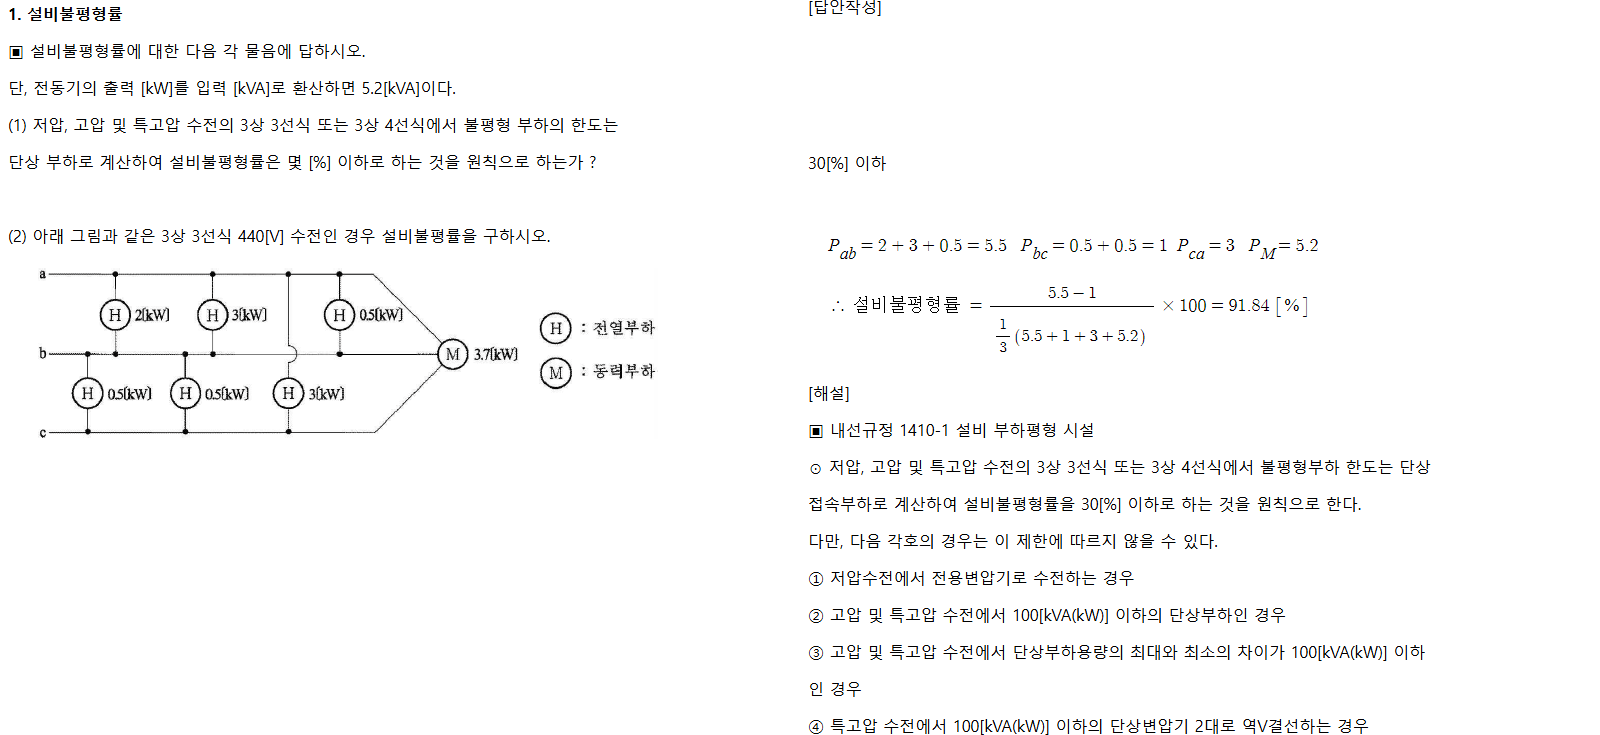 1. 설비불평형률
▣ 설비불평형률에 대한 다음 각 물음에 답하시오.
단, 전동기의 출력 [kW]를 입력 [kVA]로 환산하면 5.2[kVA]이다.
(1) 저압, 고압 및 특고압 수전의 3상 3선식 또는 3상 4선식에서 불평형 부하의 한도는
단상 부하로 계산하여 설비불평형률은 몇 [%] 이하로 하는 것을 원칙으로 하는가 ?
(2) 아래 그림과 같은 3상 3선식 440[V] 수전인 경우 설비불평률을 구하시오.
a
H 2[kW] H 3[kW] H 0.5[kW]
b
M 3.7[kW]
H 0.5[kW] H 0.5[kW] H 3[kW]
c
H : 전열부하
M : 동력부하
[답안작성]
30[%] 이하
P_ab = 2 + 3 + 0.5 = 5.5 P_bc = 0.5 + 0.5 = 1 P_ca = 3 P_M = 5.2
5.5 − 1
∴ 설비불평형률 = × 100 = 91.84 [%]
1/3 (5.5 + 1 + 3 + 5.2)
[해설]
▣ 내선규정 1410-1 설비 부하평형 시설
⊙ 저압, 고압 및 특고압 수전의 3상 3선식 또는 3상 4선식에서 불평형부하 한도는 단상
접속부하로 계산하여 설비불평형률을 30[%] 이하로 하는 것을 원칙으로 한다.
다만, 다음 각호의 경우는 이 제한에 따르지 않을 수 있다.
① 저압수전에서 전용변압기로 수전하는 경우
② 고압 및 특고압 수전에서 100[kVA(kW)] 이하의 단상부하인 경우
③ 고압 및 특고압 수전에서 단상부하용량의 최대와 최소의 차이가 100[kVA(kW)] 이하
인 경우
④ 특고압 수전에서 100[kVA(kW)] 이하의 단상변압기 2대로 역V결선하는 경우